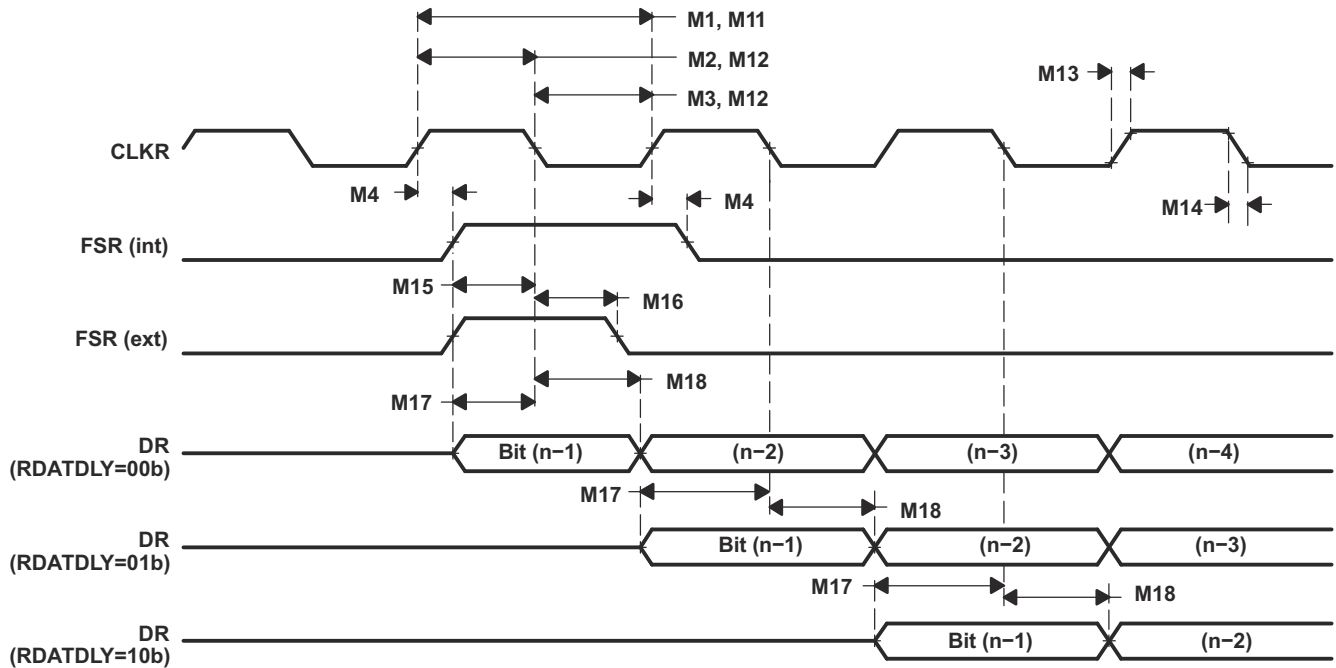 M1, M11
M2, M12
M13
M3, M12
CLKR
M4
M4
M14
FSR (int)
M15
M16
FSR (ext)
M18
M17
DR
(RDATDLY=00b)
Bit (n−1)
(n−2)
(n−3)
(n−4)
M17
M18
DR
(RDATDLY=01b)
Bit (n−1)
(n−2)
(n−3)
M17
M18
DR
(RDATDLY=10b)
Bit (n−1)
(n−2)